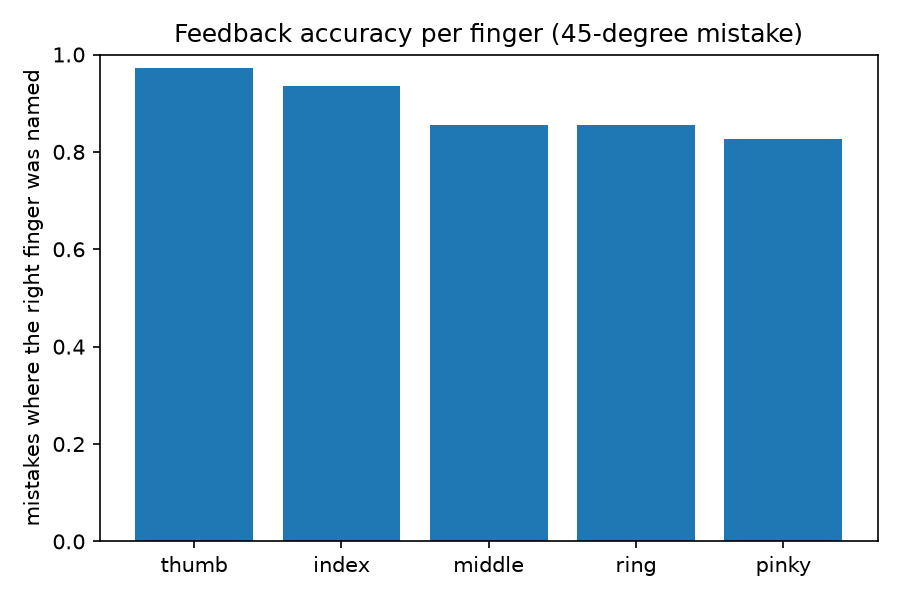 Feedback accuracy per finger (45-degree mistake)
mistakes where the right finger was named
1.0
0.8
0.6
0.4
0.2
0.0
thumb index middle ring pinky